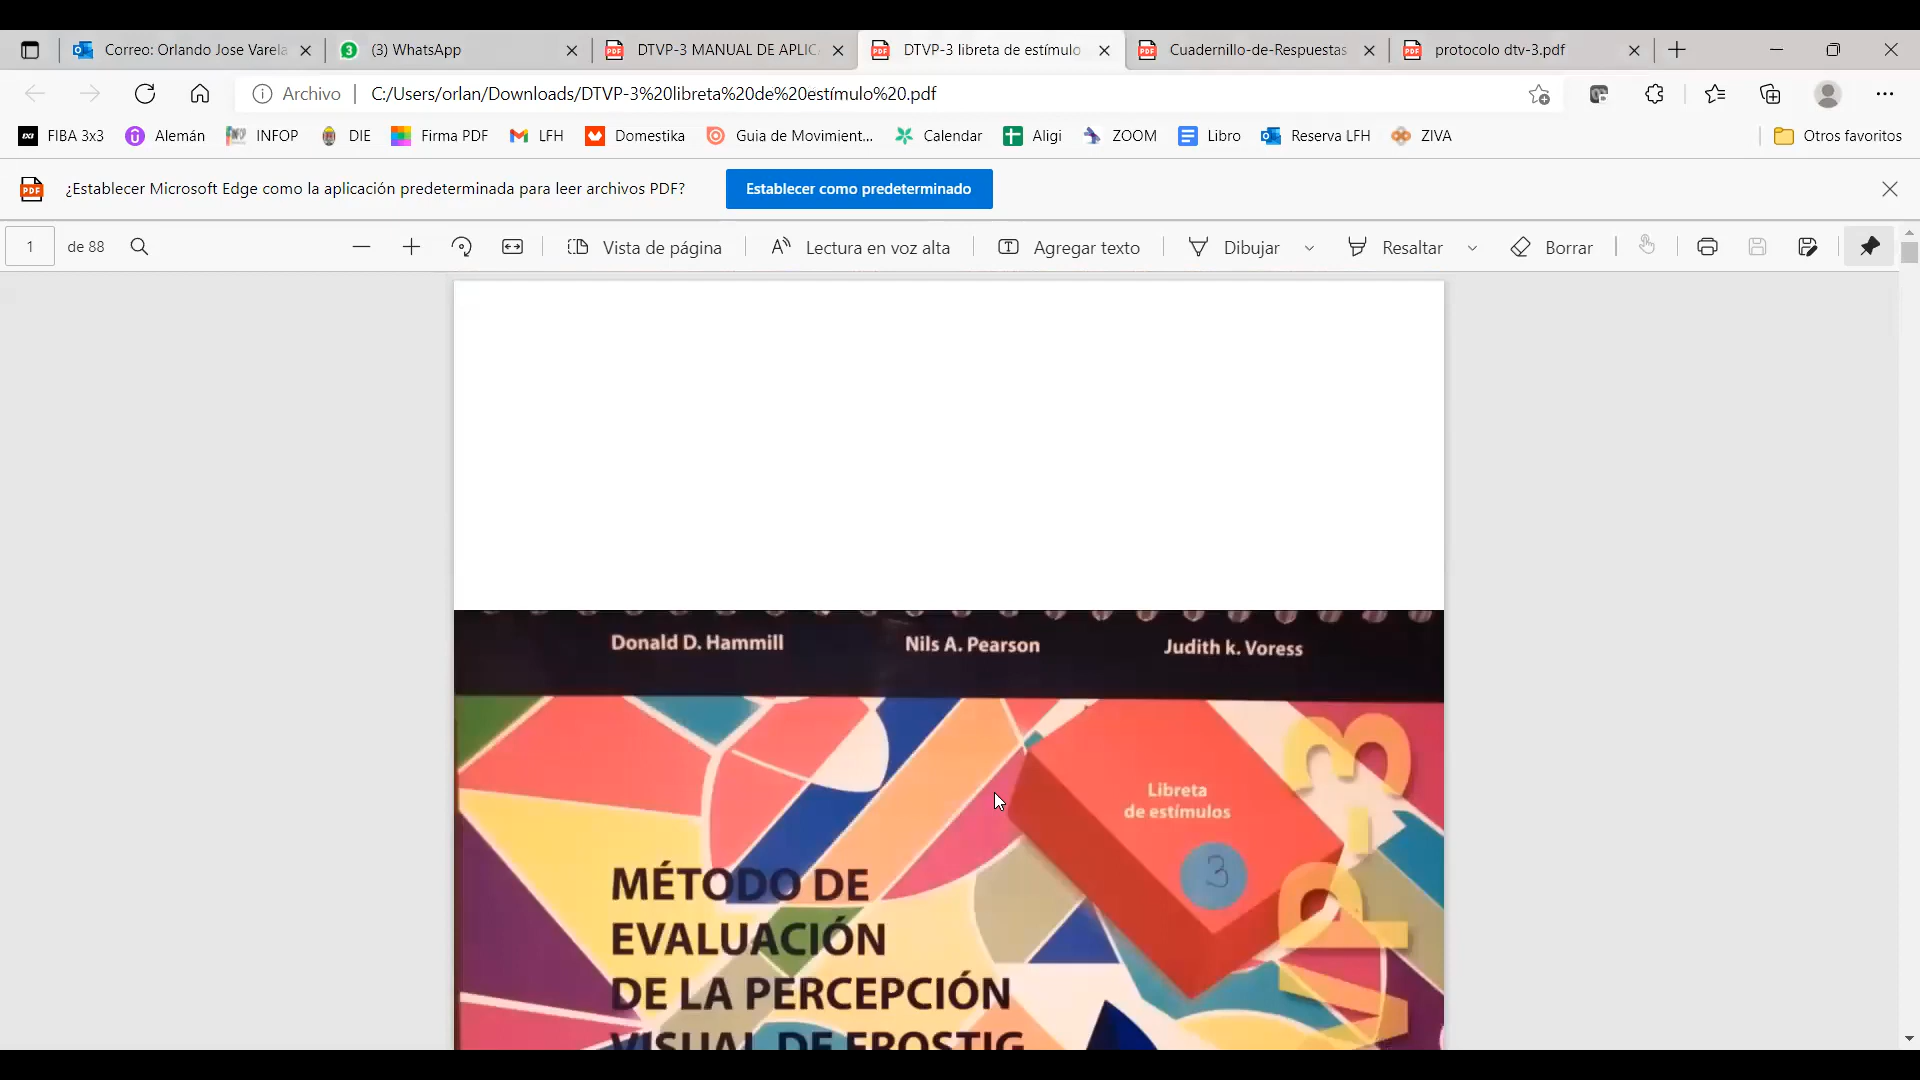 Correo: Orlando Jose Varela
3
(3) WhatsApp
DTVP-3 MANUAL DE APLIC
DTVP-3 libreta de estímulo
Cuadernillo-de-Respuestas
protocolo dtv-3.pdf
Archivo
C:/Users/orlan/Downloads/DTVP-3%20libreta%20de%20estímulo%20.pdf
FIBA 3x3
Alemán
INFOP
DIE
Firma PDF
LFH
Domestika
Guia de Movimient...
Calendar
Aligi
ZOOM
Libro
Reserva LFH
ZIVA
Otros favoritos
PDF
¿Establecer Microsoft Edge como la aplicación predeterminada para leer archivos PDF?
Establecer como predeterminado
1
de 88
Vista de página
Lectura en voz alta
Agregar texto
Dibujar
Resaltar
Borrar
Donald D. Hammill
Nils A. Pearson
Judith k. Voress
Libreta
de estímulos
3
MÉTODO DE
EVALUACIÓN
DE LA PERCEPCIÓN
VISUAL DE FROSTIG